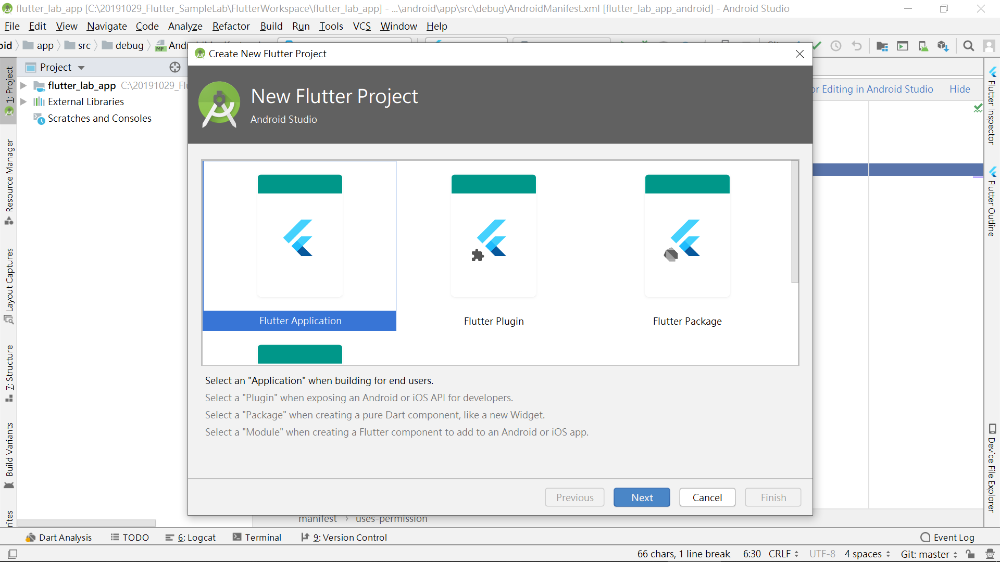 flutter_lab_app [C:\20191029_Flutter_SampleLab\FlutterWorkspace\flutter_lab_app] - ...\android\app\src\debug\AndroidManifest.xml [flutter_lab_app_android] - Android Studio
File Edit View Navigate Code Analyze Refactor Build Run Tools VCS Window Help
oid app src debug
Create New Flutter Project
1: Project
Project
flutter_lab_app C:\20191029_Fl
External Libraries
Scratches and Consoles
Resource Manager
Layout Captures
7: Structure
Build Variants
rites
New Flutter Project
Android Studio
or Editing in Android Studio Hide
Flutter Application
Flutter Plugin
Flutter Package
Select an "Application" when building for end users.
Select a "Plugin" when exposing an Android or iOS API for developers.
Select a "Package" when creating a pure Dart component, like a new Widget.
Select a "Module" when creating a Flutter component to add to an Android or iOS app.
Previous Next Cancel Finish
manifest › uses-permission
Flutter Inspector
Flutter Outline
Device File Explorer
Dart Analysis TODO 6: Logcat Terminal 9: Version Control Event Log
66 chars, 1 line break 6:30 CRLF UTF-8 4 spaces Git: master